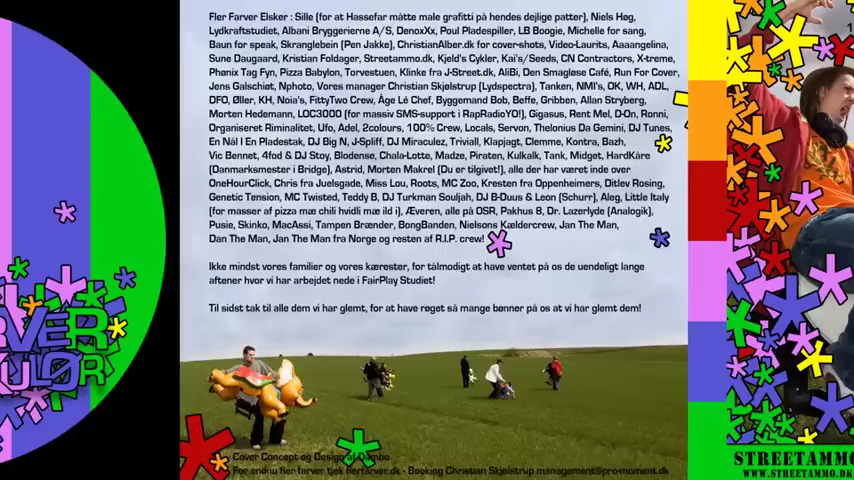 Fler Farver Elsker : Sille (for at Hassefar måtte male grafitti på hendes dejlige patter), Niels Høg,
Lydkraftstudiet, Albani Bryggerierne A/S, DenoxXx, Poul Pladespiller, LB Boogie, Michelle for sang,
Baun for speak, Skranglebein (Pen Jakke), ChristianAlber.dk for cover-shots, Video-Laurits, Aaaangelina,
Sune Daugaard, Kristian Foldager, Streetammo.dk, Kjeld's Cykler, Kai's/Seeds, CN Contractors, X-treme,
Phønix Tag Fyn, Pizza Babylon, Torvestuen, Klinke fra J-Street.dk, AliBi, Den Smagløse Café, Run For Cover,
Jens Galschiøt, Nphoto, Vores manager Christian Skjølstrup (Lydspectra), Tanken, NMI's, OK, WH, ADL,
DFO, Øller, KH, Noia's, FittyTwo Crew, Åge Lé Chef, Byggemand Bob, Beffe, Gribben, Allan Stryberg,
Morten Hedemann, LOC3000 (for massiv SMS-support i RapRadioYO!), Gigasus, Rent Mel, D-On, Ronni,
Organiseret Riminalitet, Ufo, Adel, 2colours, 100% Crew, Locals, Servon, Thelonius Da Gemini, DJ Tunes,
En Nål I En Pladestak, DJ Big N, J-Spliff, DJ Miraculez, Triviall, Klapjagt, Clemme, Kontra, Bazh,
Vic Bennet, 4fod & DJ Stoy, Blodense, Chala-Lotte, Madze, Piraten, Kulkalk, Tank, Midget, HardKåre
(Danmarksmester i Bridge), Astrid, Morten Makrel (Du er tilgivet!), alle der har været inde over
OneHourClick, Chris fra Juelsgade, Miss Lou, Roots, MC Zoo, Kresten fra Oppenheimers, Ditlev Rosing,
Genetic Tension, MC Twisted, Teddy B, DJ Turkman Souljah, DJ B-Duus & Leon (Schurr), Aleg, Little Italy
(for masser af pizza mæ chili hvidli mæ ild i), Æveren, alle på OSR, Pakhus 8, Dr. Lazerlyde (Analogik),
Pusie, Skinko, MacAssi, Tampen Brænder, BongBanden, Nielsons Kældercrew, Jan The Man,
Dan The Man, Jan The Man fra Norge og resten af R.I.P. crew!
Ikke mindst vores familier og vores kærester, for tålmodigt at have ventet på os de uendeligt lange
aftener hvor vi har arbejdet nede i FairPlay Studiet!
Til sidst tak til alle dem vi har glemt, for at have røget så mange bønner på os at vi har glemt dem!
Cover Concept og Design af Dambo
For endnu fler farver tjek flerfarver.dk - Booking Christian Skjølstrup management@pro-moment.dk
STREETAMMO
WWW.STREETAMMO.DK